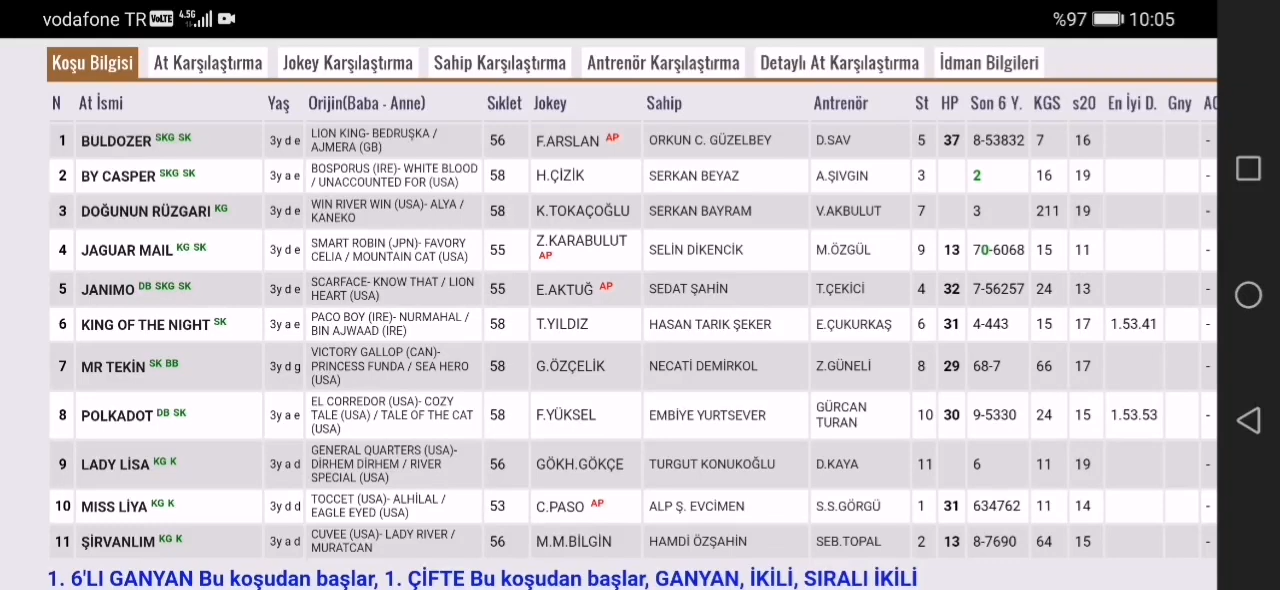 vodafone TR VoLTE 4.5G %97 10:05
Koşu Bilgisi At Karşılaştırma Jokey Karşılaştırma Sahip Karşılaştırma Antrenör Karşılaştırma Detaylı At Karşılaştırma İdman Bilgileri
N At İsmi Yaş Orijin(Baba - Anne) Sıklet Jokey Sahip Antrenör St HP Son 6 Y. KGS s20 En İyi D. Gny AG
1 BULDOZER SKG SK 3y d e LION KING- BEDRUŞKA / AJMERA (GB) 56 F.ARSLAN AP ORKUN C. GÜZELBEY D.SAV 5 37 8-53832 7 16 -
2 BY CASPER SKG SK 3y a e BOSPORUS (IRE)- WHITE BLOOD / UNACCOUNTED FOR (USA) 58 H.ÇİZİK SERKAN BEYAZ A.ŞIVGIN 3 2 16 19 -
3 DOĞUNUN RÜZGARI KG 3y d e WIN RIVER WIN (USA)- ALYA / KANEKO 58 K.TOKAÇOĞLU SERKAN BAYRAM V.AKBULUT 7 3 211 19 -
4 JAGUAR MAIL KG SK 3y d e SMART ROBIN (JPN)- FAVORY CELIA / MOUNTAIN CAT (USA) 55 Z.KARABULUT AP SELİN DİKENCİK M.ÖZGÜL 9 13 70-6068 15 11 -
5 JANIMO DB SKG SK 3y d e SCARFACE- KNOW THAT / LION HEART (USA) 55 E.AKTUĞ AP SEDAT ŞAHİN T.ÇEKİCİ 4 32 7-56257 24 13 -
6 KING OF THE NIGHT SK 3y a e PACO BOY (IRE)- NURMAHAL / BIN AJWAAD (IRE) 58 T.YILDIZ HASAN TARIK ŞEKER E.ÇUKURKAŞ 6 31 4-443 15 17 1.53.41 -
7 MR TEKİN SK BB 3y d g VICTORY GALLOP (CAN)- PRINCESS FUNDA / SEA HERO (USA) 58 G.ÖZÇELİK NECATİ DEMİRKOL Z.GÜNELİ 8 29 68-7 66 17 -
8 POLKADOT DB SK 3y a e EL CORREDOR (USA)- COZY TALE (USA) / TALE OF THE CAT (USA) 58 F.YÜKSEL EMBİYE YURTSEVER GÜRCAN TURAN 10 30 9-5330 24 15 1.53.53 -
9 LADY LİSA KG K 3y a d GENERAL QUARTERS (USA)- DİRHEM DİRHEM / RIVER SPECIAL (USA) 56 GÖKH.GÖKÇE TURGUT KONUKOĞLU D.KAYA 11 6 11 19 -
10 MISS LİYA KG K 3y d d TOCCET (USA)- ALHİLAL / EAGLE EYED (USA) 53 C.PASO AP ALP Ş. EVCİMEN S.S.GÖRGÜ 1 31 634762 11 14 -
11 ŞİRVANLIM KG K 3y a d CUVEE (USA)- LADY RIVER / MURATCAN 56 M.M.BİLGİN HAMDİ ÖZŞAHİN SEB.TOPAL 2 13 8-7690 64 15 -
1. 6'LI GANYAN Bu koşudan başlar, 1. ÇİFTE Bu koşudan başlar, GANYAN, İKİLİ, SIRALI İKİLİ